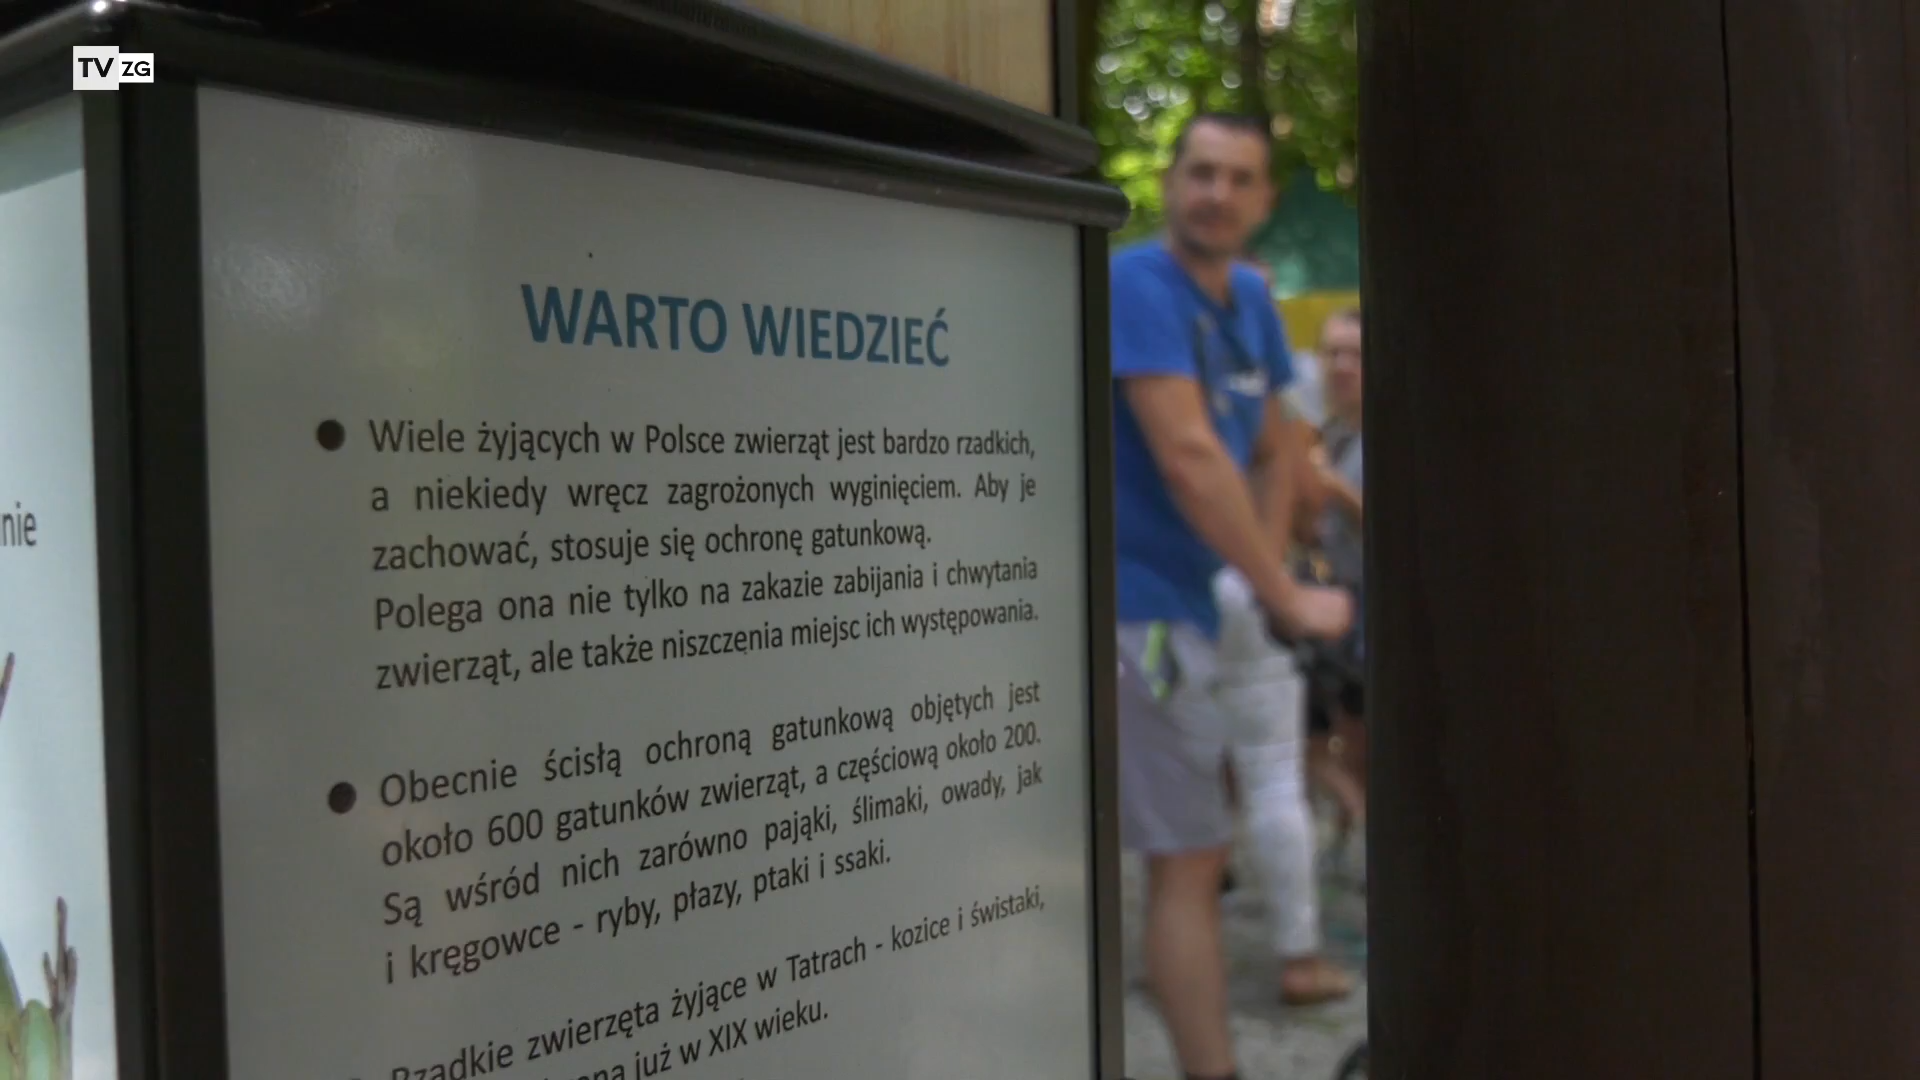 TV ZG
nie
WARTO WIEDZIEĆ
● Wiele żyjących w Polsce zwierząt jest bardzo rzadkich,
a niekiedy wręcz zagrożonych wyginięciem. Aby je
zachować, stosuje się ochronę gatunkową.
Polega ona nie tylko na zakazie zabijania i chwytania
zwierząt, ale także niszczenia miejsc ich występowania.
● Obecnie ścisłą ochroną gatunkową objętych jest
około 600 gatunków zwierząt, a częściową około 200.
Są wśród nich zarówno pająki, ślimaki, owady, jak
i kręgowce - ryby, płazy, ptaki i ssaki.
Rzadkie zwierzęta żyjące w Tatrach - kozice i świstaki,
już w XIX wieku.